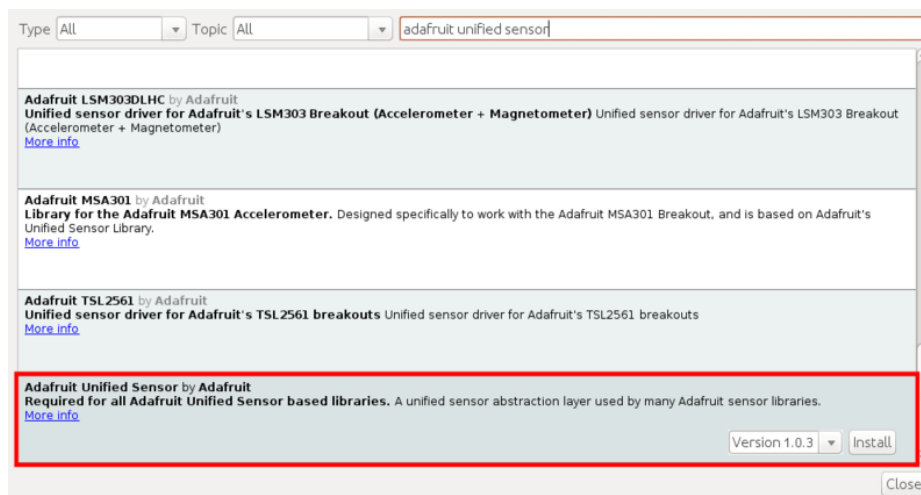 Type All Topic All adafruit unified sensor
Adafruit LSM303DLHC by Adafruit
Unified sensor driver for Adafruit's LSM303 Breakout (Accelerometer + Magnetometer) Unified sensor driver for Adafruit's LSM303 Breakout
(Accelerometer + Magnetometer)
More info
Adafruit MSA301 by Adafruit
Library for the Adafruit MSA301 Accelerometer. Designed specifically to work with the Adafruit MSA301 Breakout, and is based on Adafruit's
Unified Sensor Library.
More info
Adafruit TSL2561 by Adafruit
Unified sensor driver for Adafruit's TSL2561 breakouts Unified sensor driver for Adafruit's TSL2561 breakouts
More info
Adafruit Unified Sensor by Adafruit
Required for all Adafruit Unified Sensor based libraries. A unified sensor abstraction layer used by many Adafruit sensor libraries.
More info
Version 1.0.3 Install
Close